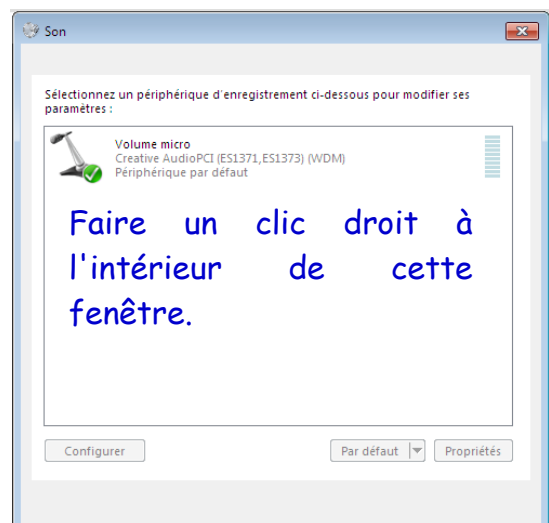 Son
Sélectionnez un périphérique d'enregistrement ci-dessous pour modifier ses
paramètres :
Volume micro
Creative AudioPCI (ES1371,ES1373) (WDM)
Périphérique par défaut
Faire un clic droit à
l'intérieur de cette
fenêtre.
Configurer
Par défaut
Propriétés